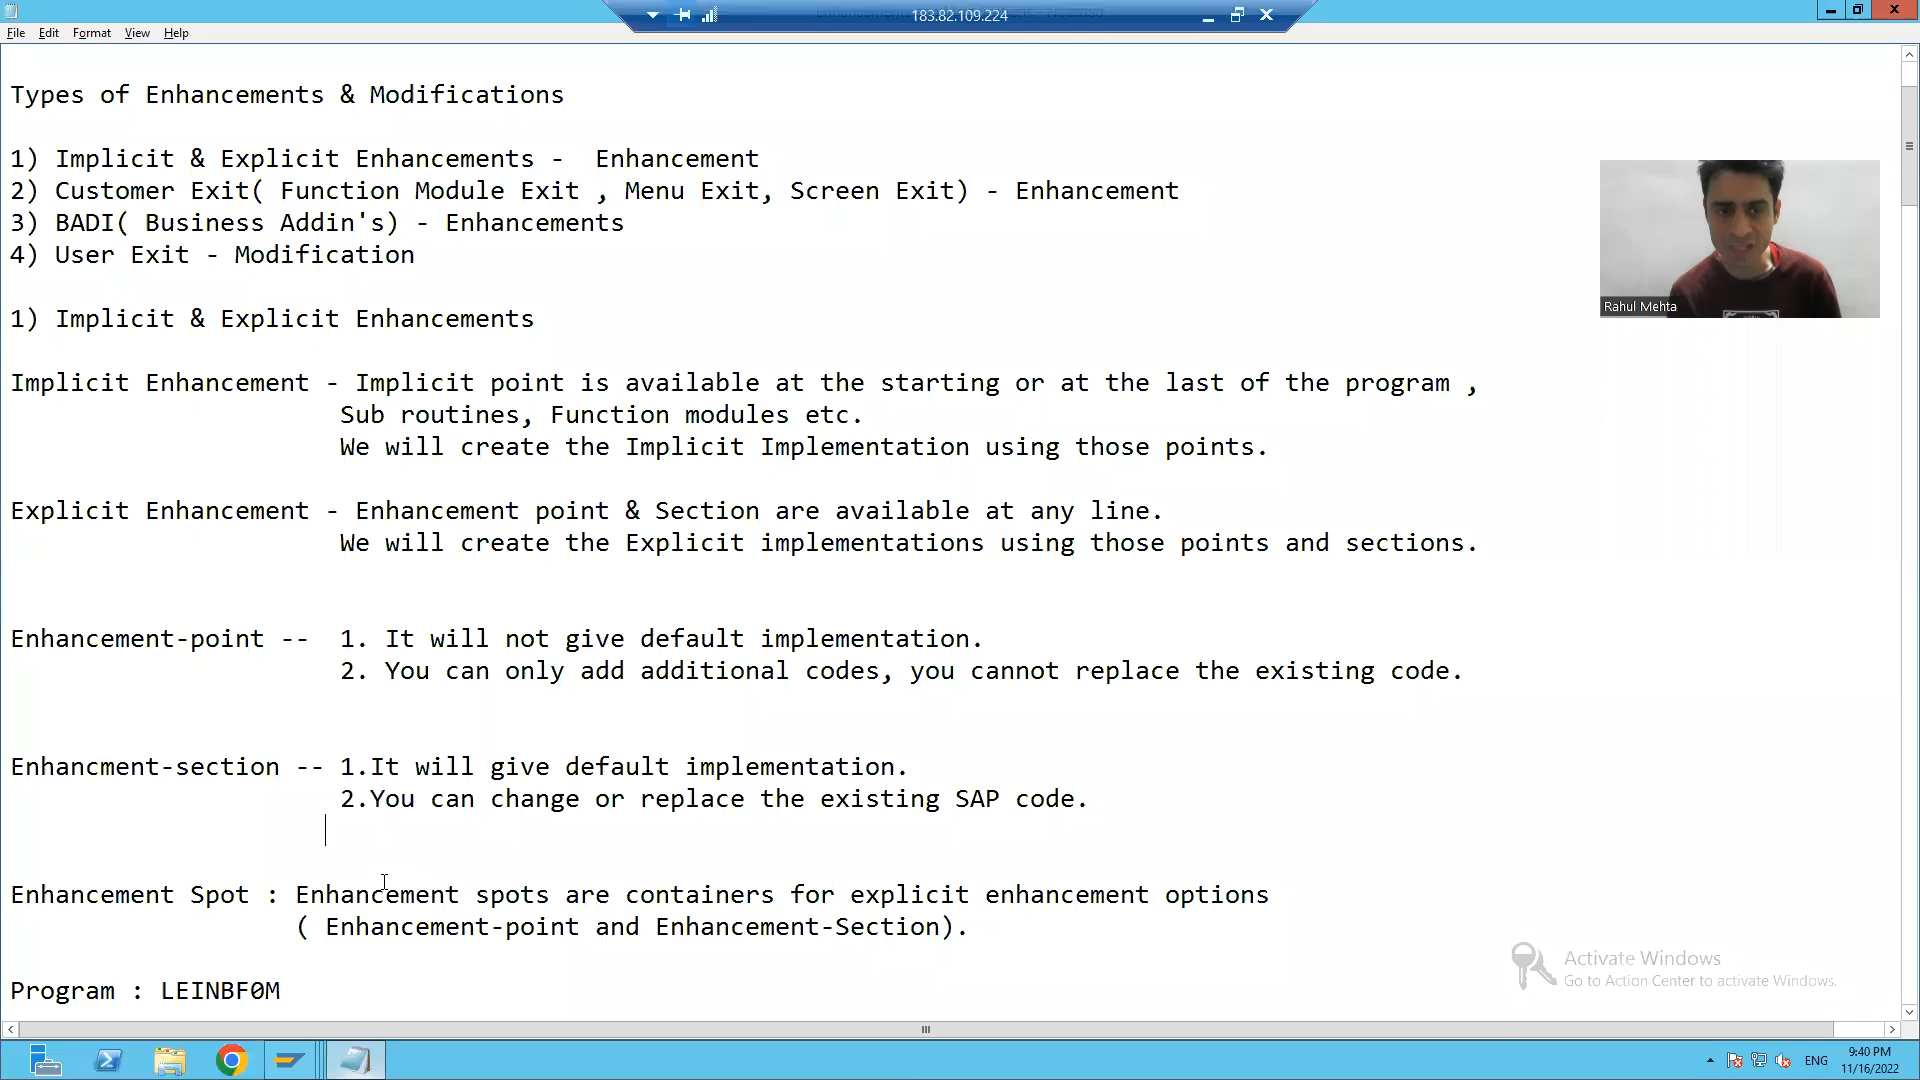 183.82.109.224
File Edit Format View Help
Types of Enhancements & Modifications
1) Implicit & Explicit Enhancements -  Enhancement
2) Customer Exit( Function Module Exit , Menu Exit, Screen Exit) - Enhancement
3) BADI( Business Addin's) - Enhancements
4) User Exit - Modification
Rahul Mehta
1) Implicit & Explicit Enhancements
Implicit Enhancement - Implicit point is available at the starting or at the last of the program ,
Sub routines, Function modules etc.
We will create the Implicit Implementation using those points.
Explicit Enhancement - Enhancement point & Section are available at any line.
We will create the Explicit implementations using those points and sections.
Enhancement-point --  1. It will not give default implementation.
2. You can only add additional codes, you cannot replace the existing code.
Enhancment-section -- 1.It will give default implementation.
2.You can change or replace the existing SAP code.
Enhancement Spot : Enhancement spots are containers for explicit enhancement options
( Enhancement-point and Enhancement-Section).
Activate Windows
Go to Action Center to activate Windows.
Program : LEINBF0M
ENG
9:40 PM
11/16/2022